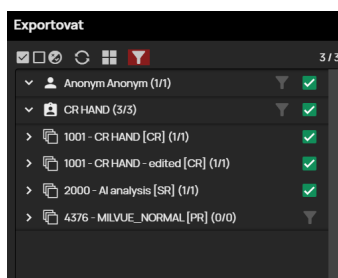 Exportovat
3/3
Anonym Anonym (1/1)
CR HAND (3/3)
1001 - CR HAND [CR] (1/1)
1001 - CR HAND - edited [CR] (1/1)
2000 - AI analysis [SR] (1/1)
4376 - MILVUE_NORMAL [PR] (0/0)